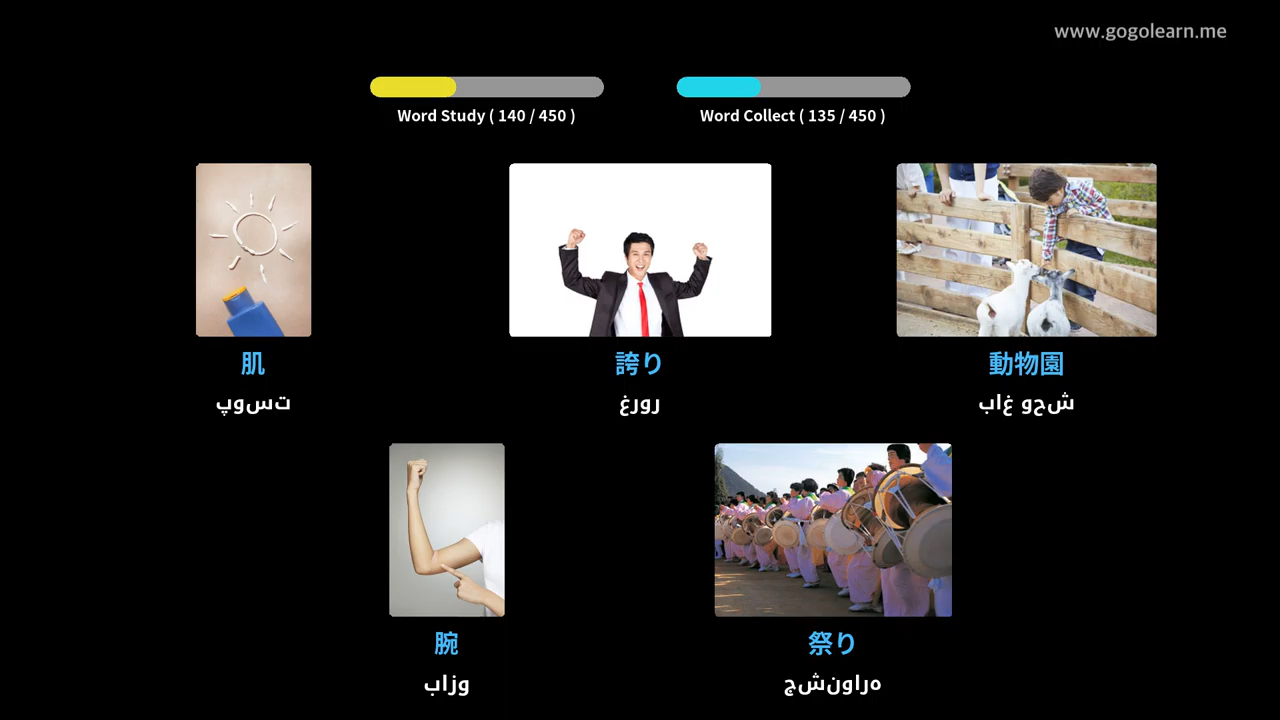 www.gogolearn.me
Word Study ( 140 / 450 )
Word Collect ( 135 / 450 )
肌
تسوپ
誇り
رورغ
動物園
شحو غاب
腕
وزاب
祭り
هراونشج